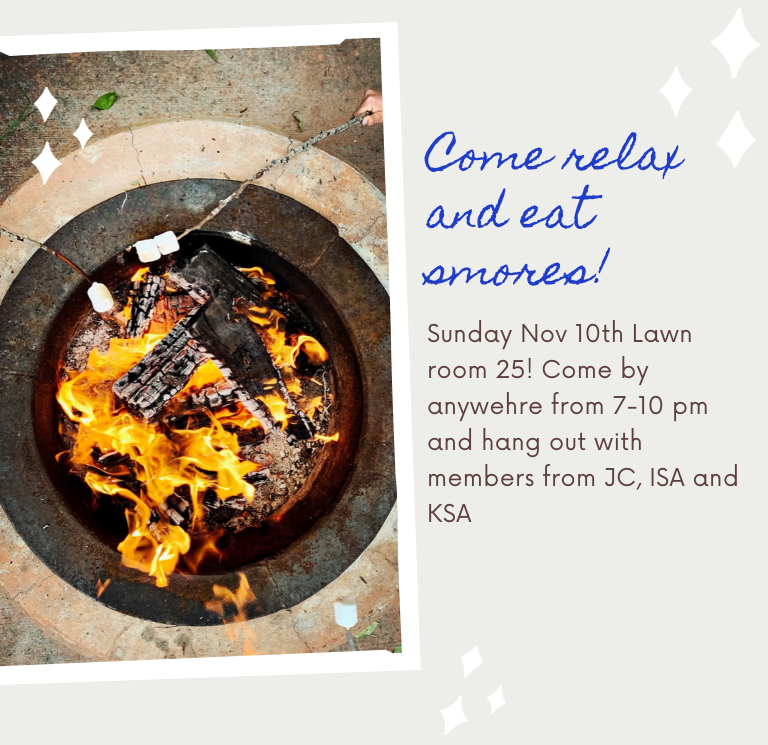 Come relax
and eat
smores!
Sunday Nov 10th Lawn
room 25! Come by
anywehre from 7-10 pm
and hang out with
members from JC, ISA and
KSA